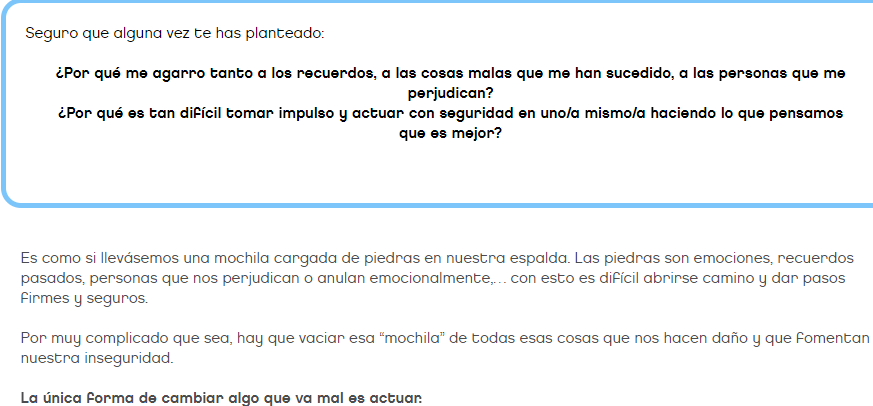 Seguro que alguna vez te has planteado:
¿Por qué me agarro tanto a los recuerdos, a las cosas malas que me han sucedido, a las personas que me
perjudican?
¿Por qué es tan difícil tomar impulso y actuar con seguridad en uno/a mismo/a haciendo lo que pensamos
que es mejor?
Es como si llevásemos una mochila cargada de piedras en nuestra espalda. Las piedras son emociones, recuerdos
pasados, personas que nos perjudican o anulan emocionalmente,... con esto es difícil abrirse camino y dar pasos
firmes y seguros.
Por muy complicado que sea, hay que vaciar esa “mochila” de todas esas cosas que nos hacen daño y que fomentan
nuestra inseguridad.
La única forma de cambiar algo que va mal es actuar.